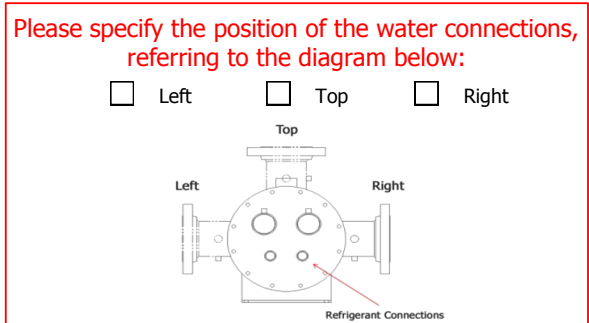 Please specify the position of the water connections,
referring to the diagram below:
Left Top Right
Top
Left Right
Refrigerant Connections